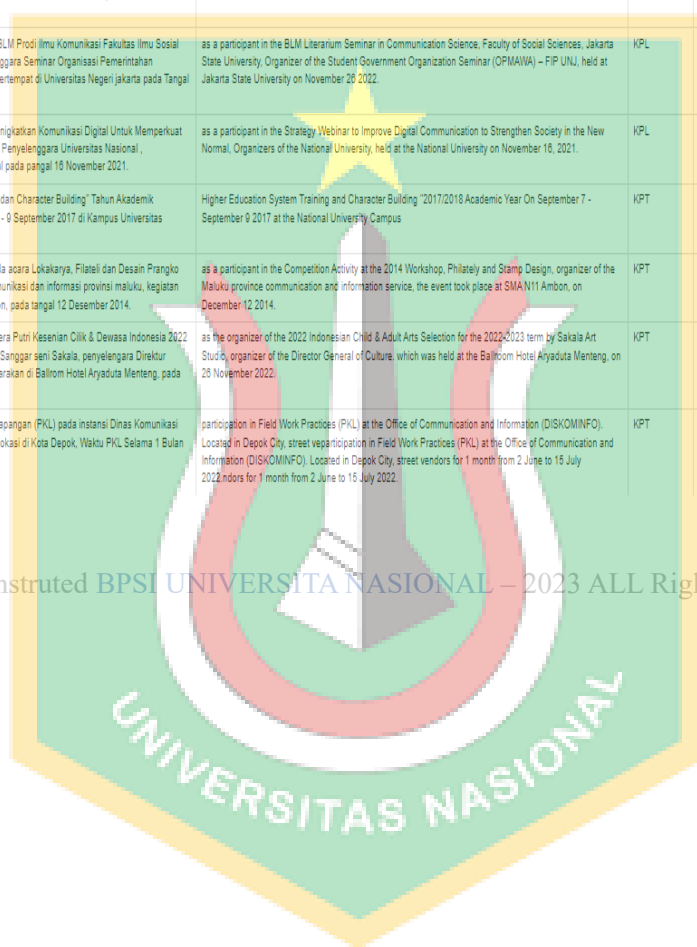 BLM Prodi Ilmu Komunikasi Fakultas Ilmu Sosial
ggara Seminar Organisasi Pemerintahan
ertempat di Universitas Negeri jakarta pada Tangal
as a participant in the BLM Literarium Seminar in Communication Science, Faculty of Social Sciences, Jakarta
State University, Organizer of the Student Government Organization Seminar (OPMAWA) – FIP UNJ, held at
Jakarta State University on November 26 2022.
KPL
nigkatkan Komunikasi Digital Untuk Memperkuat
Penyelenggara Universitas Nasional ,
l pada pangal 16 November 2021.
as a participant in the Strategy Webinar to Improve Digital Communication to Strengthen Society in the New
Normal, Organizers of the National University, held at the National University on November 16, 2021.
KPL
dan Character Building" Tahun Akademik
- 9 September 2017 di Kampus Universitas
Higher Education System Training and Character Building "2017/2018 Academic Year On September 7 -
September 9 2017 at the National University Campus
KPT
a acara Lokakarya, Filateli dan Desain Prangko
unikasi dan informasi provinsi maluku, kegiatan
n, pada tangal 12 Desember 2014.
as a participant in the Competition Activity at the 2014 Workshop, Philately and Stamp Design, organizer of the
Maluku province communication and information service, the event took place at SMA N11 Ambon, on
December 12 2014.
KPT
era Putri Kesenian Cilik & Dewasa Indonesia 2022
Sanggar seni Sakala, penyelengara Direktur
arakan di Ballrom Hotel Aryaduta Menteng, pada
as the organizer of the 2022 Indonesian Child & Adult Arts Selection for the 2022-2023 term by Sakala Art
Studio, organizer of the Director General of Culture. which was held at the Ballroom Hotel Aryaduta Menteng, on
26 November 2022.
KPT
apangan (PKL) pada instansi Dinas Komunikasi
okasi di Kota Depok, Waktu PKL Selama 1 Bulan
participation in Field Work Practices (PKL) at the Office of Communication and Information (DISKOMINFO).
Located in Depok City, street veparticipation in Field Work Practices (PKL) at the Office of Communication and
Information (DISKOMINFO). Located in Depok City, street vendors for 1 month from 2 June to 15 July
2022.ndors for 1 month from 2 June to 15 July 2022.
KPT
nstruted BPSI UNIVERSITA NASIONAL – 2023 ALL Righ
UNIVERSITAS NASIONAL